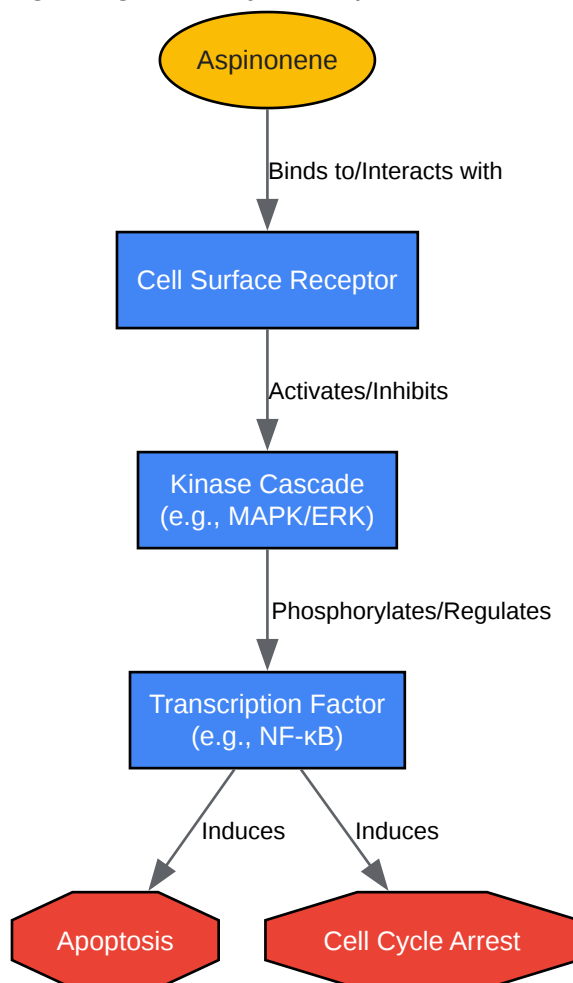 Aspinonene
Binds to/Interacts with
Cell Surface Receptor
Activates/Inhibits
Kinase Cascade
(e.g., MAPK/ERK)
Phosphorylates/Regulates
Transcription Factor
(e.g., NF-κB)
Induces
Induces
Apoptosis
Cell Cycle Arrest